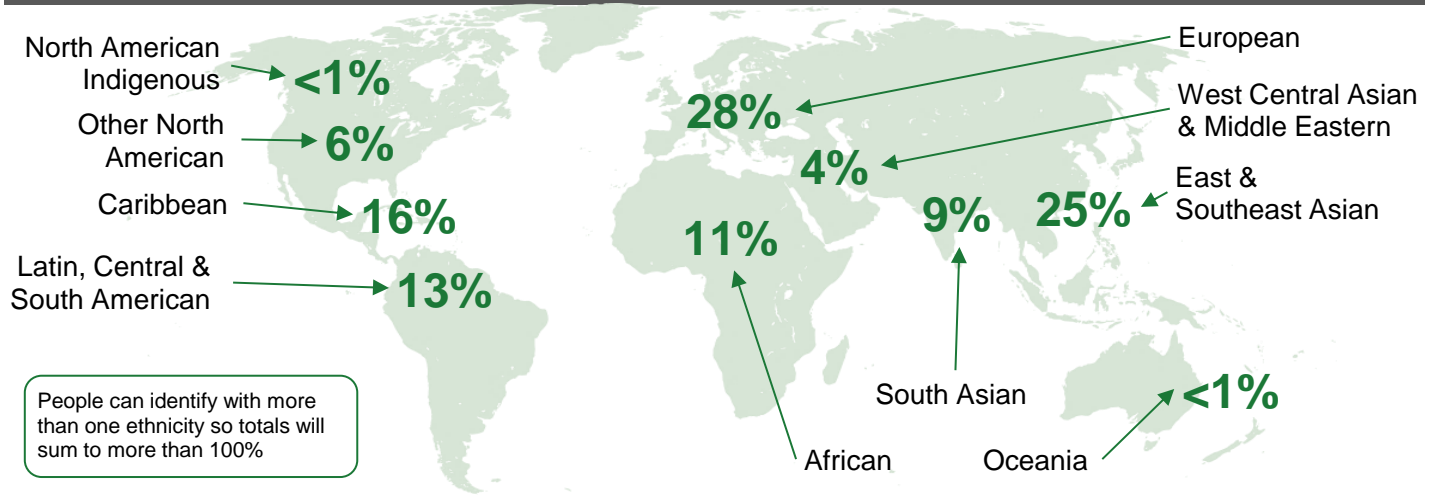 North American
Indigenous
<1%
Other North
American
6%
Caribbean
16%
Latin, Central &
South American
13%
People can identify with more
than one ethnicity so totals will
sum to more than 100%
European
28%
West Central Asian
& Middle Eastern
4%
East &
Southeast Asian
25%
9%
South Asian
11%
African
<1%
Oceania